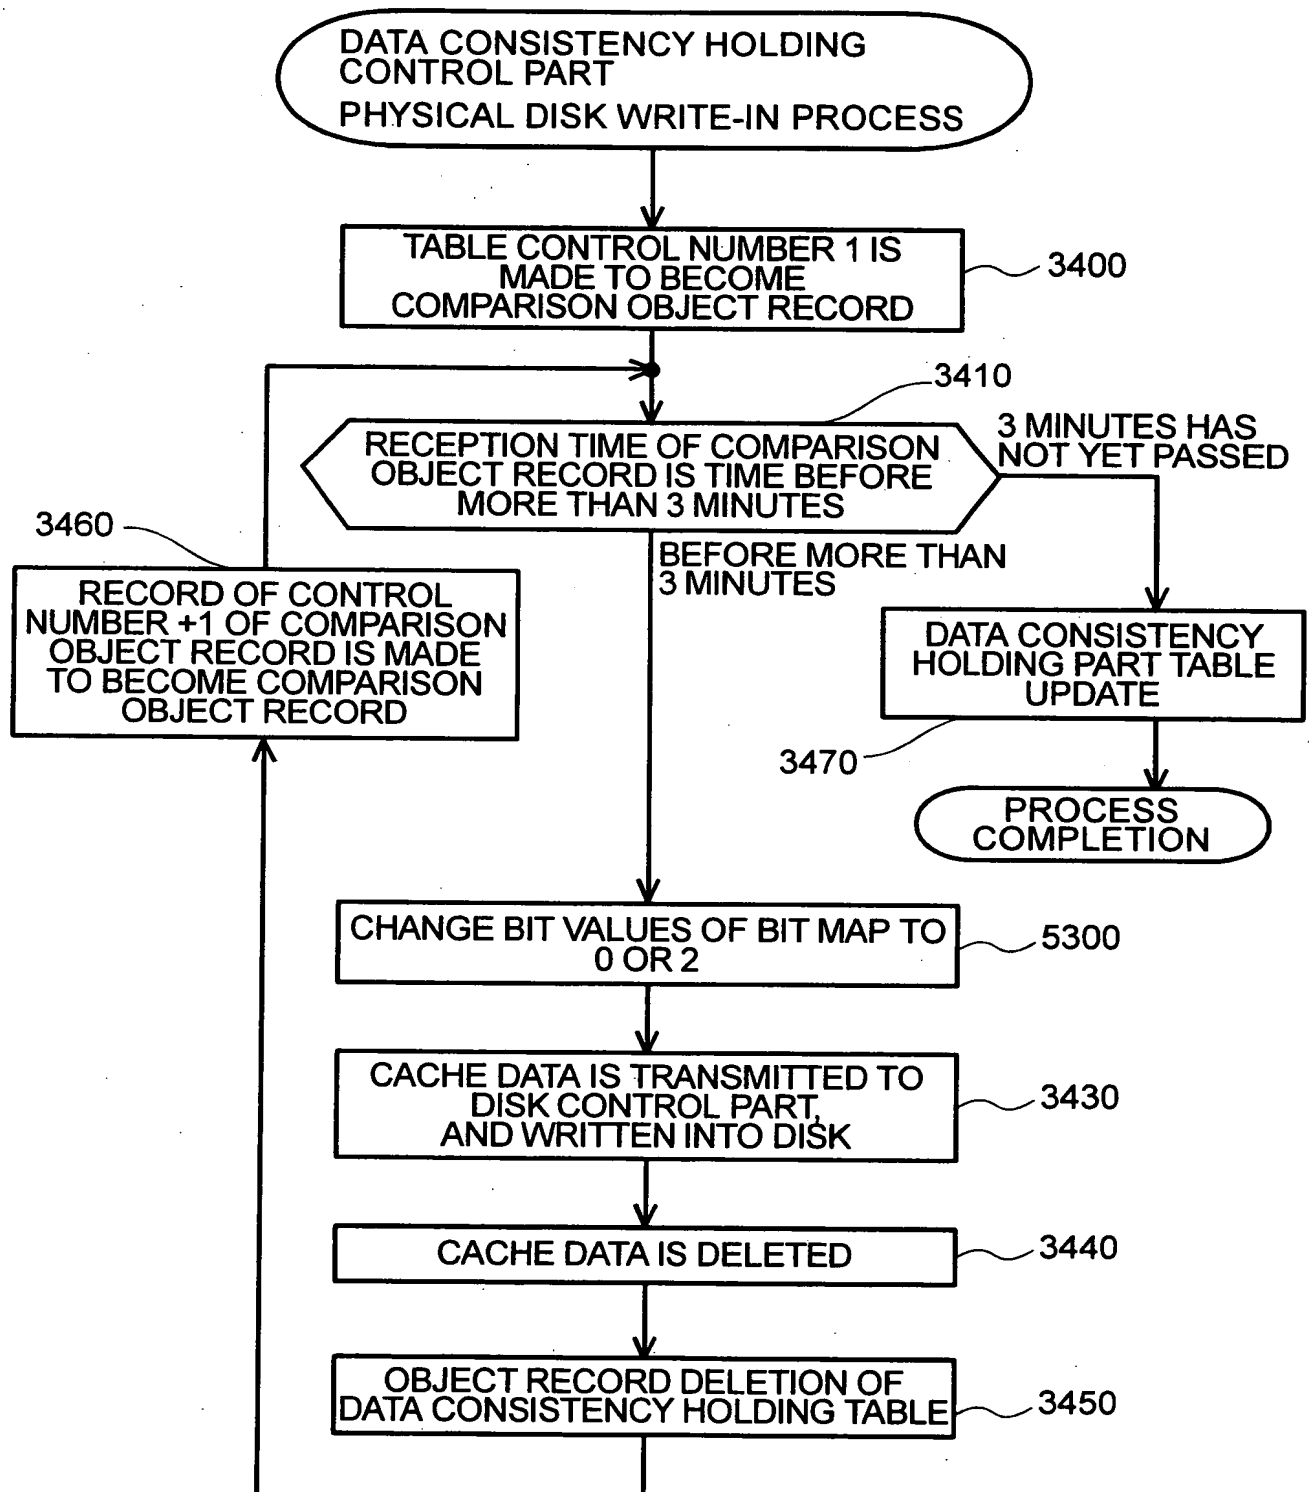 DATA CONSISTENCY HOLDING
CONTROL PART
PHYSICAL DISK WRITE-IN PROCESS
TABLE CONTROL NUMBER 1 IS
MADE TO BECOME
COMPARISON OBJECT RECORD
3400
3410
RECEPTION TIME OF COMPARISON
OBJECT RECORD IS TIME BEFORE
MORE THAN 3 MINUTES
3 MINUTES HAS
NOT YET PASSED
3460
BEFORE MORE THAN
3 MINUTES
RECORD OF CONTROL
NUMBER +1 OF COMPARISON
OBJECT RECORD IS MADE
TO BECOME COMPARISON
OBJECT RECORD
DATA CONSISTENCY
HOLDING PART TABLE
UPDATE
3470
PROCESS
COMPLETION
CHANGE BIT VALUES OF BIT MAP TO
0 OR 2
5300
CACHE DATA IS TRANSMITTED TO
DISK CONTROL PART,
AND WRITTEN INTO DISK
3430
CACHE DATA IS DELETED
3440
OBJECT RECORD DELETION OF
DATA CONSISTENCY HOLDING TABLE
3450